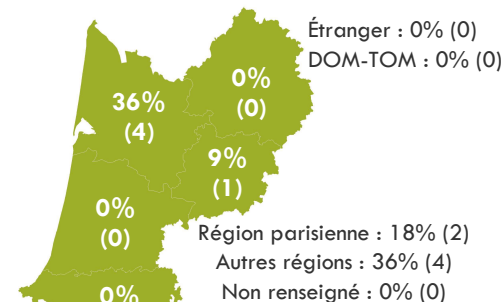 Étranger : 0% (0)
DOM-TOM : 0% (0)
0%
(0)
36%
(4)
9%
(1)
0%
(0)
Région parisienne : 18% (2)
Autres régions : 36% (4)
Non renseigné : 0% (0)
0%